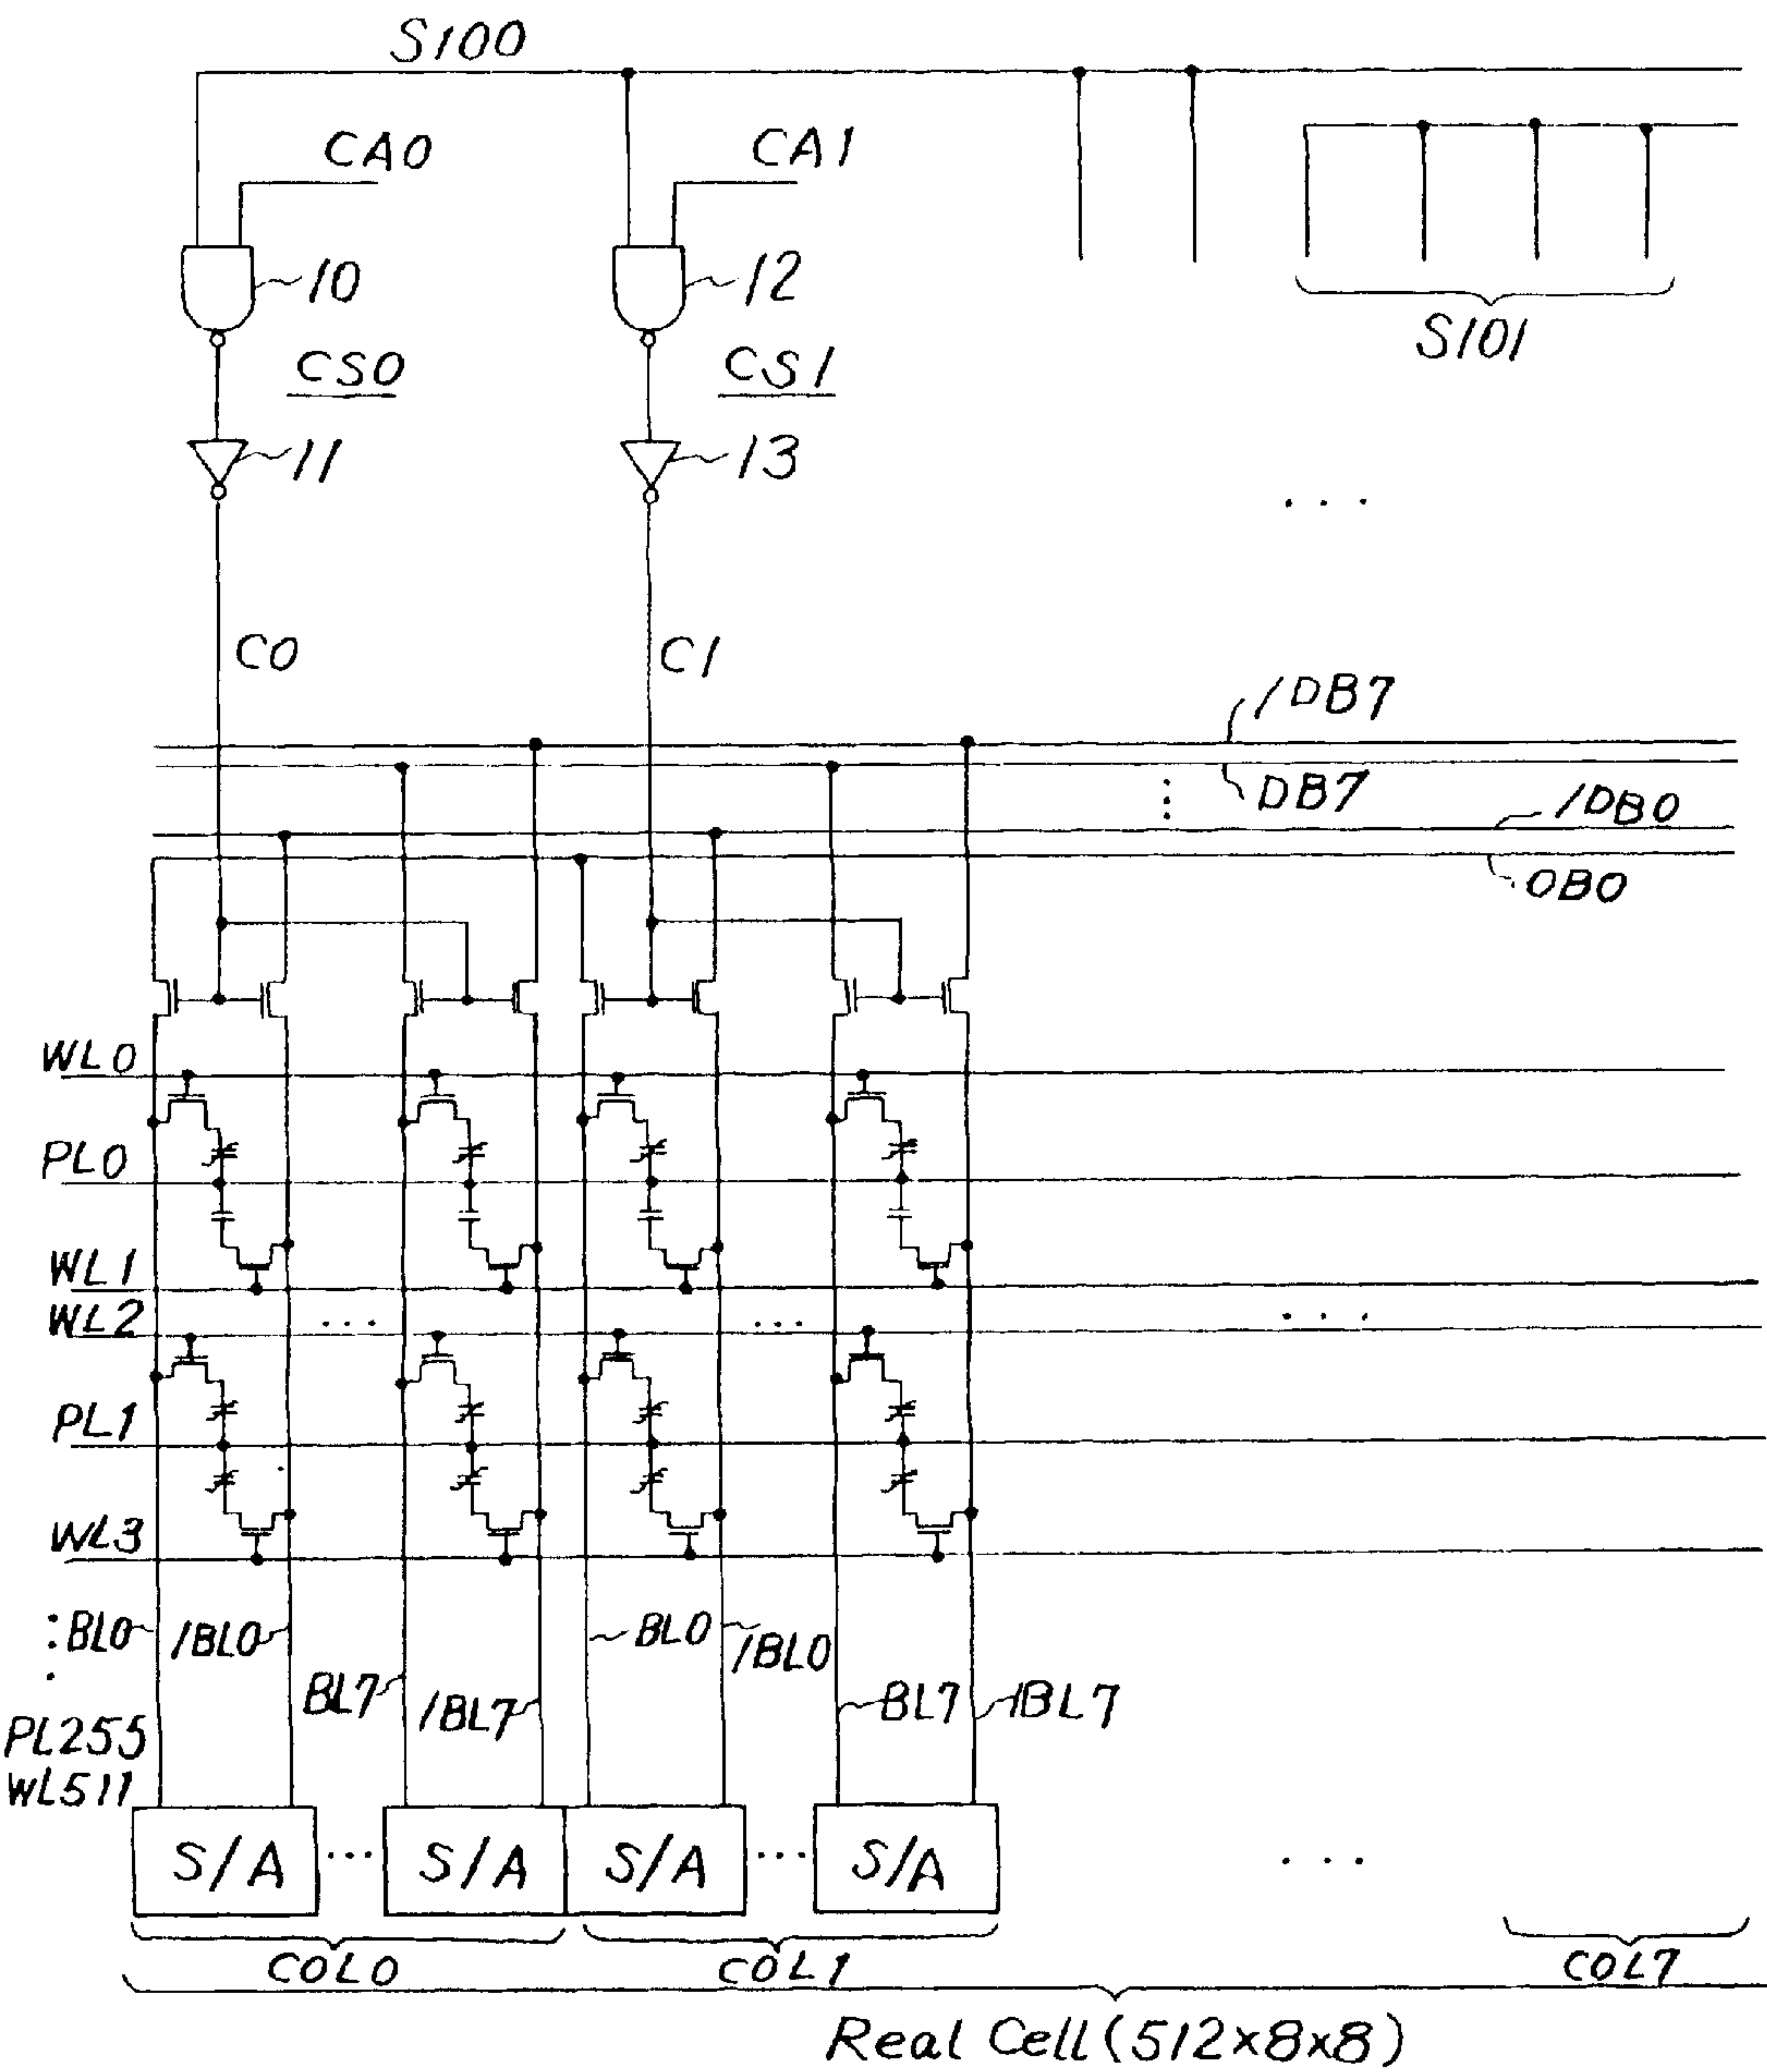 S100
CA0
CA1
10
12
S101
CS0
CS1
11
13
. . .
C0
C1
/DB7
DB7
/DB0
OB0
WL0
PL0
WL1
WL2
... ... ...
PL1
WL3
BL0
/BL0
BL0
/BL0
BL7
/BL7
BL7
/BL7
PL255
WL511
S/A ... S/A S/A ... S/A ...
COL0
COL1
COL7
Real Cell (512×8×8)